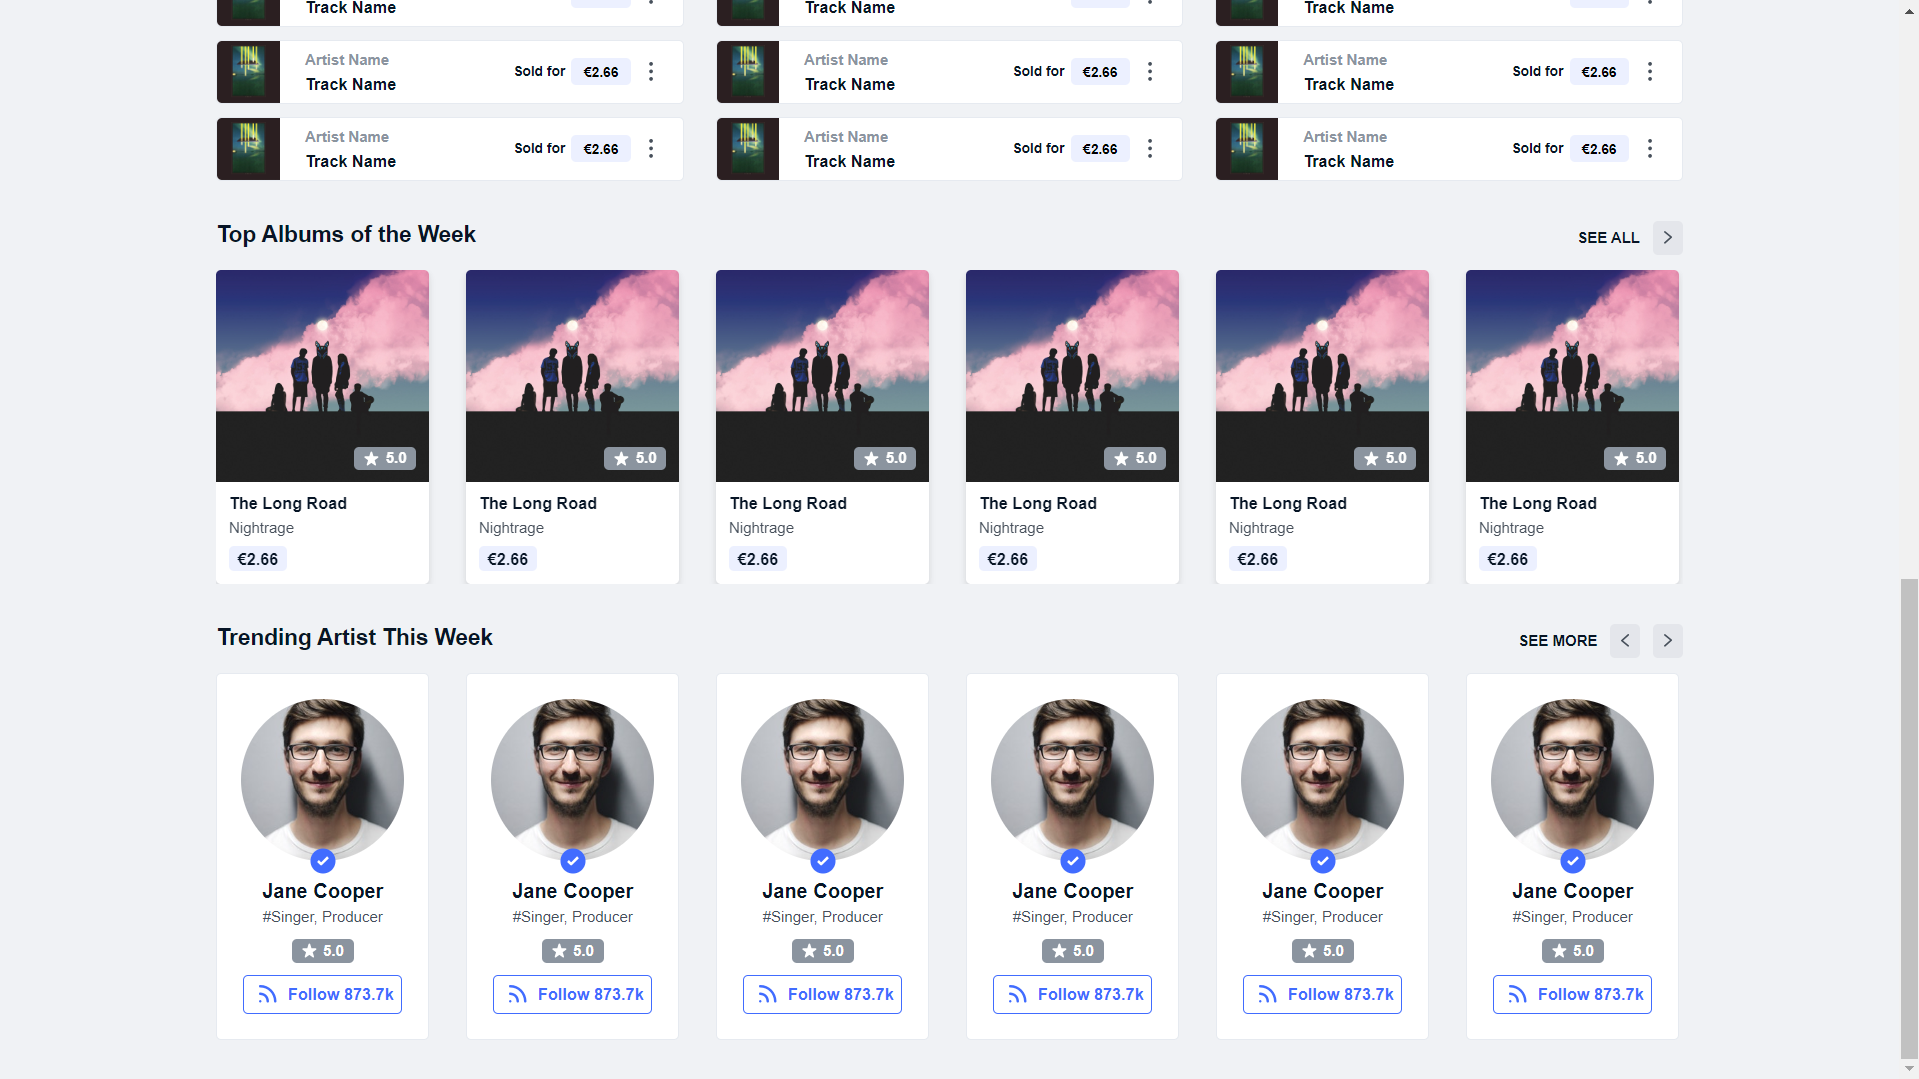 Track Name Track Name Track Name
Artist Name Artist Name Artist Name
Sold for €2.66 Sold for €2.66 Sold for €2.66
Track Name Track Name Track Name
Artist Name Artist Name Artist Name
Sold for €2.66 Sold for €2.66 Sold for €2.66
Track Name Track Name Track Name
Top Albums of the Week SEE ALL
5.0 5.0 5.0 5.0 5.0 5.0
The Long Road The Long Road The Long Road The Long Road The Long Road The Long Road
Nightrage Nightrage Nightrage Nightrage Nightrage Nightrage
€2.66 €2.66 €2.66 €2.66 €2.66 €2.66
Trending Artist This Week SEE MORE
Jane Cooper Jane Cooper Jane Cooper Jane Cooper Jane Cooper Jane Cooper
#Singer, Producer #Singer, Producer #Singer, Producer #Singer, Producer #Singer, Producer #Singer, Producer
5.0 5.0 5.0 5.0 5.0 5.0
Follow 873.7k Follow 873.7k Follow 873.7k Follow 873.7k Follow 873.7k Follow 873.7k